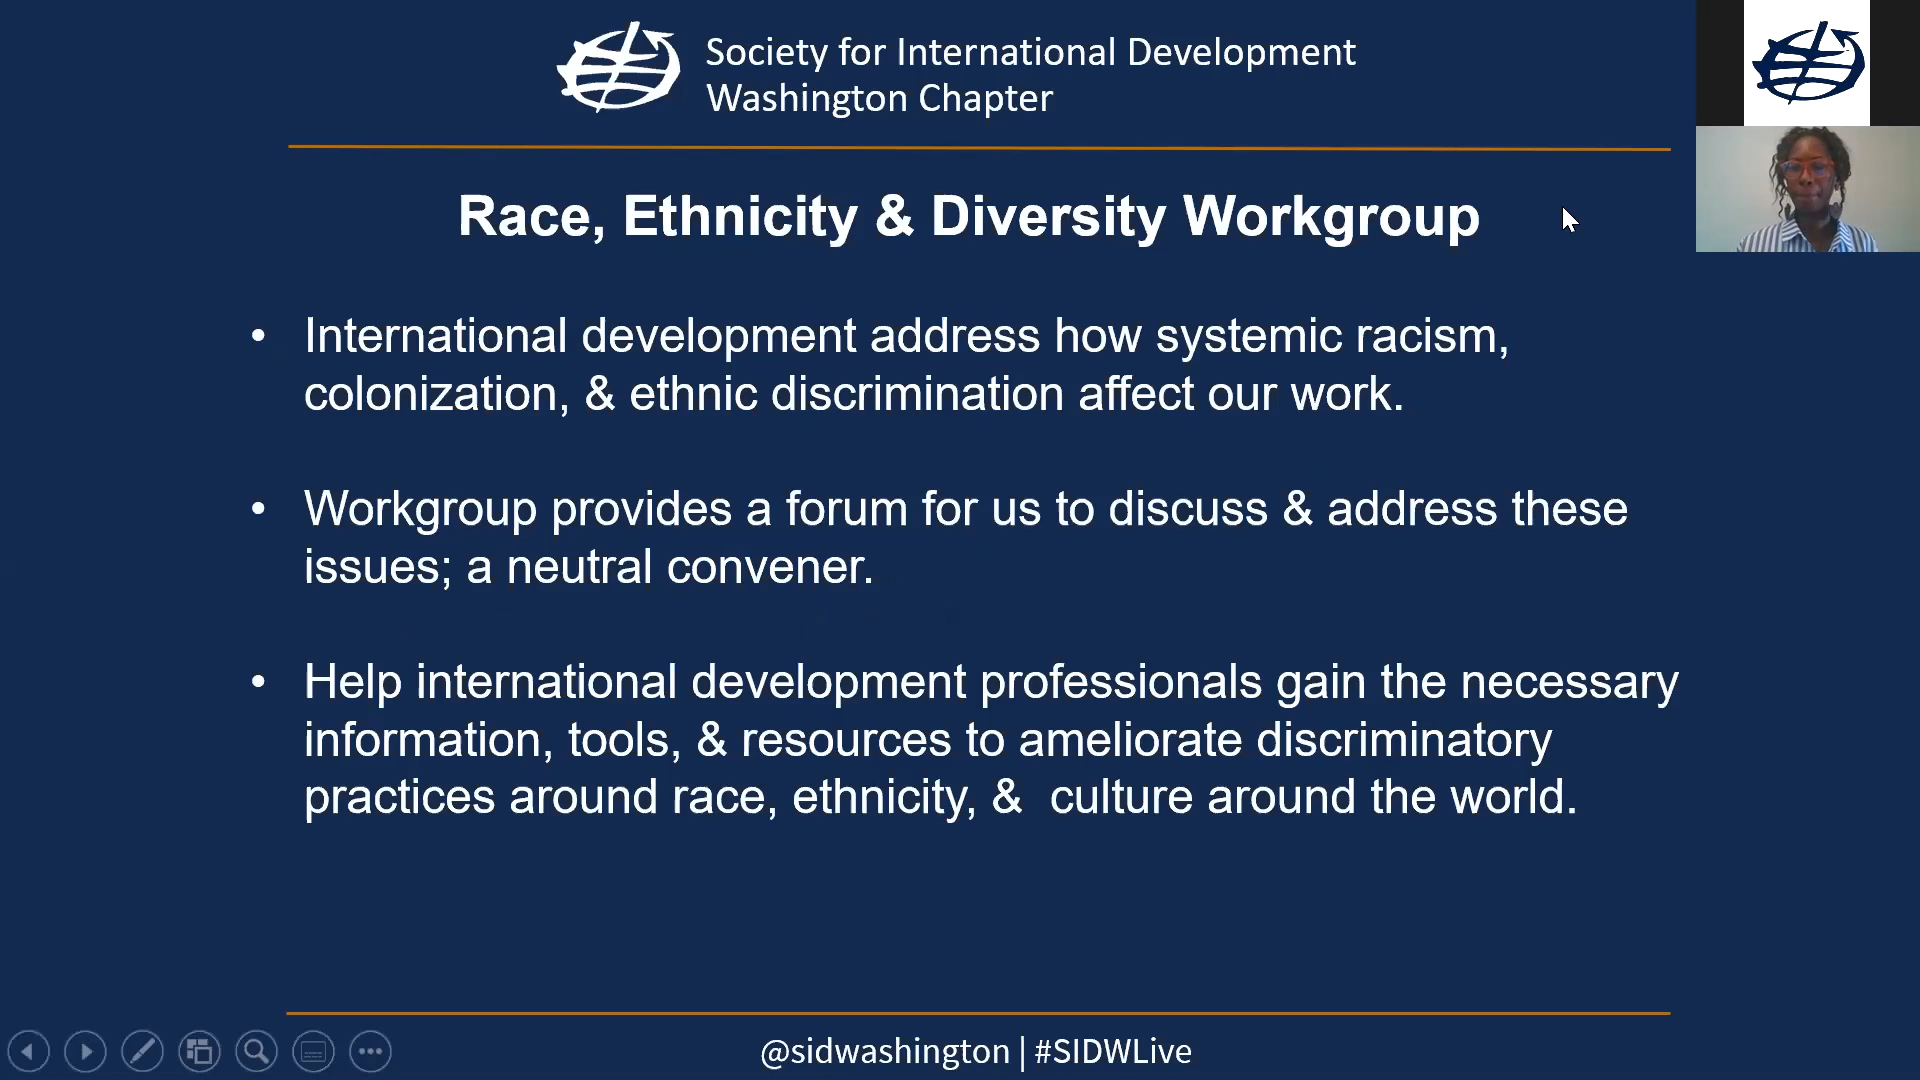 Society for International Development
Washington Chapter
Race, Ethnicity & Diversity Workgroup
• International development address how systemic racism,
colonization, & ethnic discrimination affect our work.
• Workgroup provides a forum for us to discuss & address these
issues; a neutral convener.
• Help international development professionals gain the necessary
information, tools, & resources to ameliorate discriminatory
practices around race, ethnicity, &  culture around the world.
@sidwashington | #SIDWLive